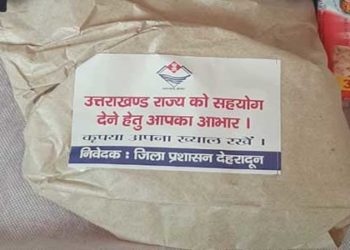 उत्तराखण्ड राज्य को सहयोग
देने हेतु आपका आभार ।
कृपया अपना ख्याल रखें ।
निवेदक : जिला प्रशासन देहरादून